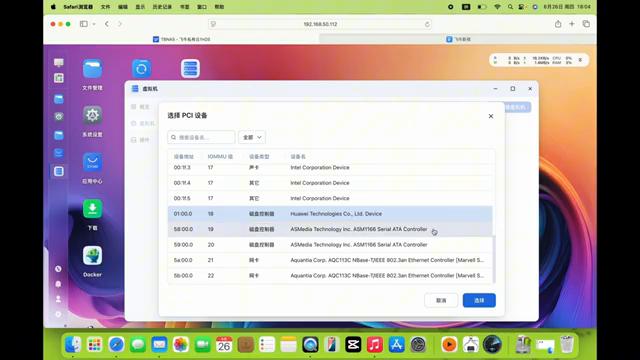 Safari浏览器 文件 编辑 显示 历史记录 书签 窗口 帮助
8月26日 周四 18:04
192.168.50.112
TBNAS - 飞牛私有云fnOS
文件管理
系统设置
应用中心
下载
Docker
虚拟机
概览
虚拟机
硬件
选择 PCI 设备
搜索设备名...
全部
设备地址 IOMMU 组 设备类型 设备名
00:1f.3 17 声卡 Intel Corporation Device
00:1f.4 17 其它 Intel Corporation Device
00:1f.5 17 其它 Intel Corporation Device
01:00.0 18 磁盘控制器 Huawei Technologies Co., Ltd. Device
58:00.0 19 磁盘控制器 ASMedia Technology Inc. ASM1166 Serial ATA Controller
59:00.0 20 磁盘控制器 ASMedia Technology Inc. ASM1166 Serial ATA Controller
5a:00.0 21 网卡 Aquantia Corp. AQC113C NBase-T/IEEE 802.3an Ethernet Controller [Marvell S...
5b:00.0 22 网卡 Aquantia Corp. AQC113C NBase-T/IEEE 802.3an Ethernet Controller [Marvell S...
取消 选择